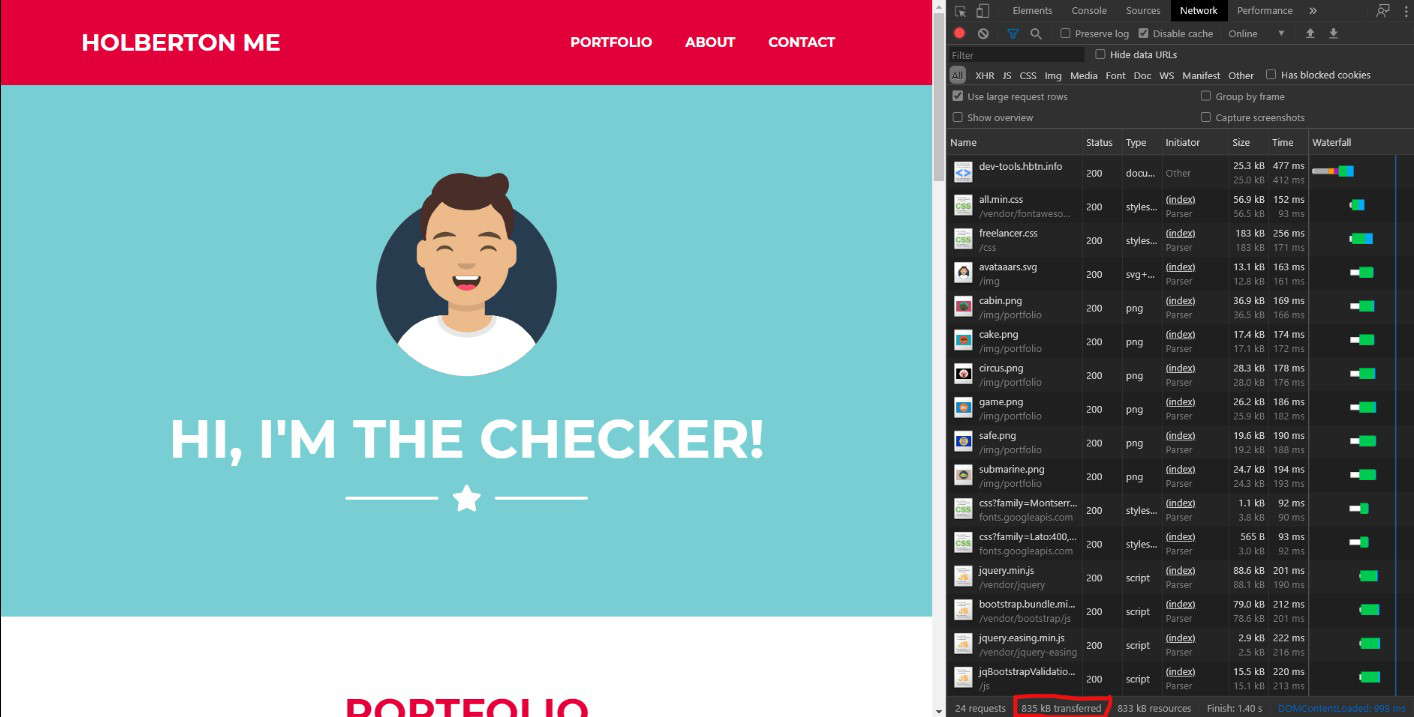 HOLBERTON ME
PORTFOLIO ABOUT CONTACT
HI, I'M THE CHECKER!
PORTFOLIO
Elements Console Sources Network Performance »
Preserve log Disable cache Online
Filter Hide data URLs
All XHR JS CSS Img Media Font Doc WS Manifest Other Has blocked cookies
Use large request rows Group by frame
Show overview Capture screenshots
Name Status Type Initiator Size Time Waterfall
dev-tools.hbtn.info 200 docu... Other 25.3 kB 477 ms
25.0 kB 412 ms
all.min.css 200 styles... (index) 56.9 kB 152 ms
/vendor/fontaweso... Parser 56.5 kB 93 ms
freelancer.css 200 styles... (index) 183 kB 256 ms
/css Parser 183 kB 171 ms
avataaars.svg 200 svg+... (index) 13.1 kB 163 ms
/img Parser 12.8 kB 161 ms
cabin.png 200 png (index) 36.9 kB 169 ms
/img/portfolio Parser 36.5 kB 166 ms
cake.png 200 png (index) 17.4 kB 174 ms
/img/portfolio Parser 17.1 kB 172 ms
circus.png 200 png (index) 28.3 kB 178 ms
/img/portfolio Parser 28.0 kB 176 ms
game.png 200 png (index) 26.2 kB 186 ms
/img/portfolio Parser 25.9 kB 182 ms
safe.png 200 png (index) 19.6 kB 190 ms
/img/portfolio Parser 19.2 kB 188 ms
submarine.png 200 png (index) 24.7 kB 194 ms
/img/portfolio Parser 24.3 kB 193 ms
css?family=Montserr... 200 styles... (index) 1.1 kB 92 ms
fonts.googleapis.com Parser 3.8 kB 90 ms
css?family=Lato:400,... 200 styles... (index) 565 B 93 ms
fonts.googleapis.com Parser 3.0 kB 92 ms
jquery.min.js 200 script (index) 88.6 kB 201 ms
/vendor/jquery Parser 88.1 kB 190 ms
bootstrap.bundle.mi... 200 script (index) 79.0 kB 212 ms
/vendor/bootstrap/js Parser 78.6 kB 201 ms
jquery.easing.min.js 200 script (index) 2.9 kB 222 ms
/vendor/jquery-easing Parser 2.5 kB 216 ms
jqBootstrapValidatio... 200 script (index) 15.5 kB 220 ms
/js Parser 15.1 kB 213 ms
24 requests 835 kB transferred 833 kB resources Finish: 1.40 s DOMContentLoaded: 998 ms